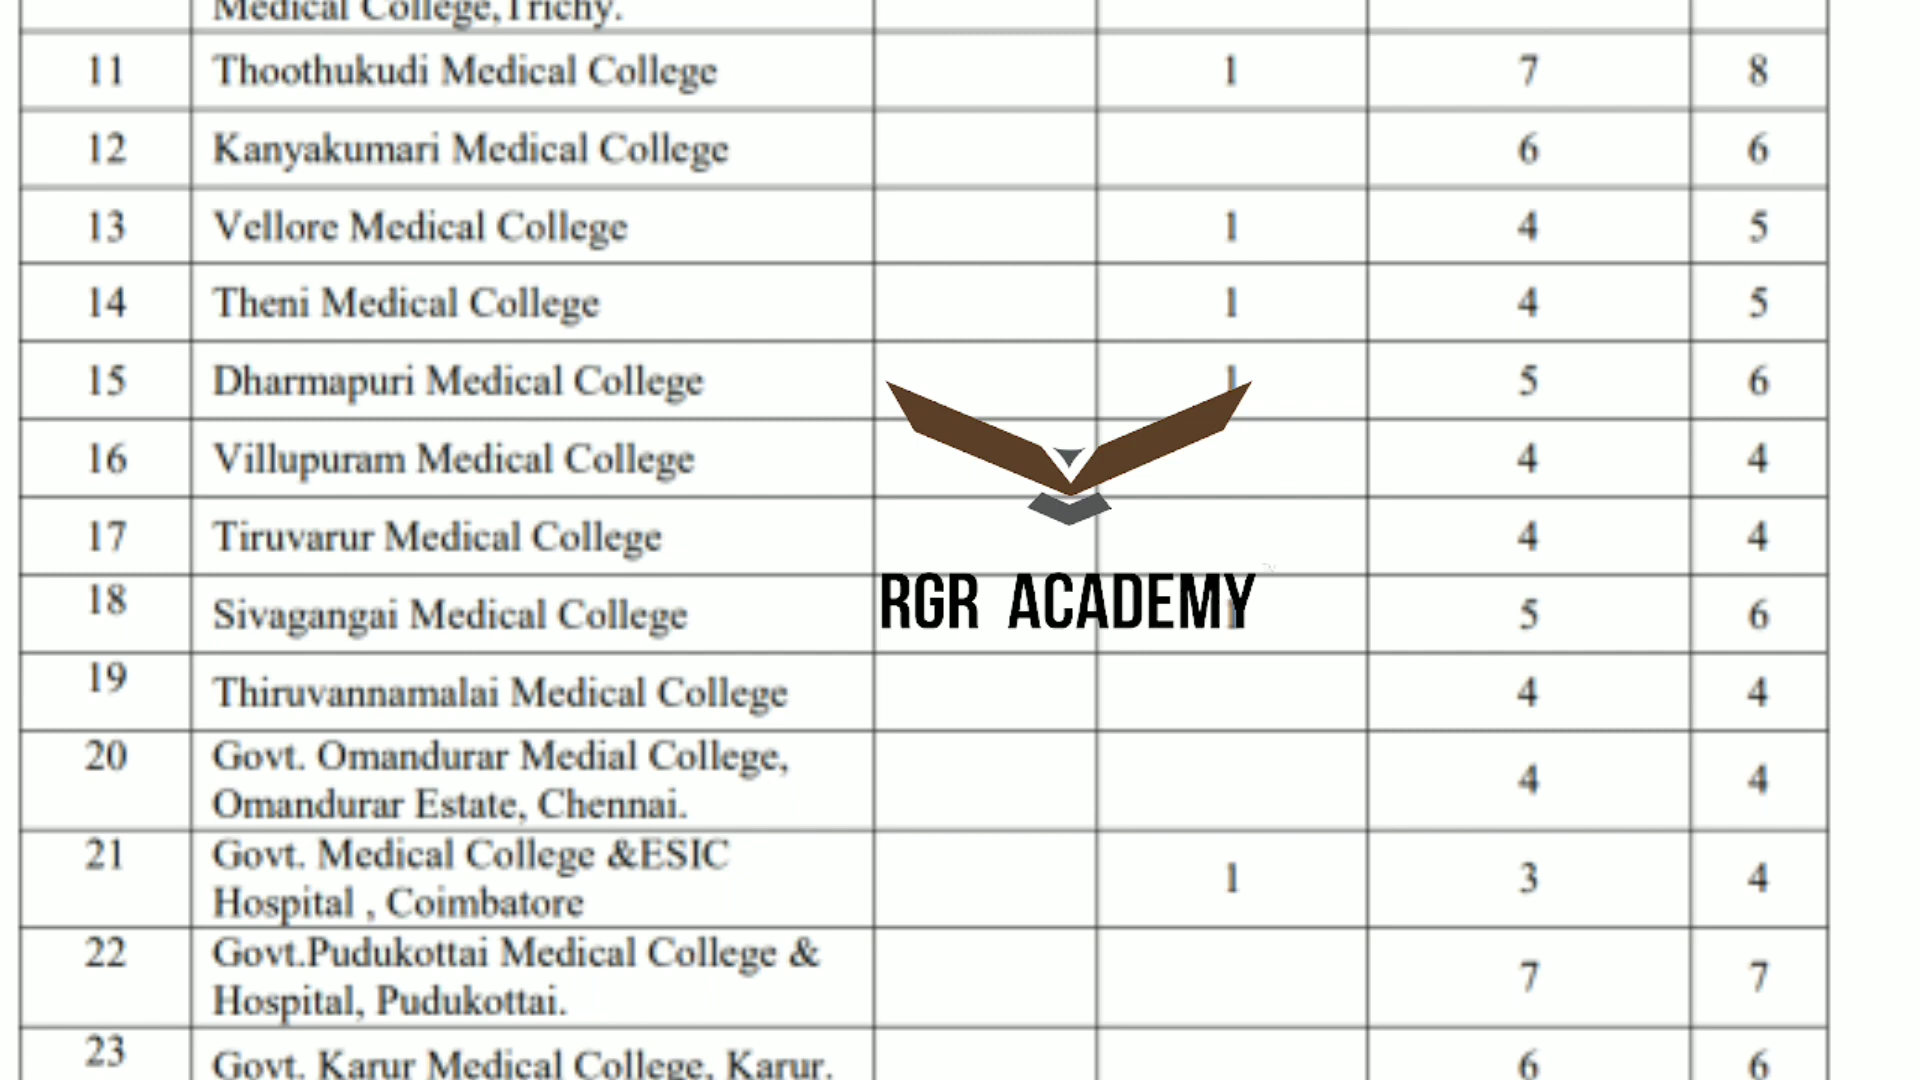 Medical College,Trichy.
11 Thoothukudi Medical College 1 7 8
12 Kanyakumari Medical College 6 6
13 Vellore Medical College 1 4 5
14 Theni Medical College 1 4 5
15 Dharmapuri Medical College 1 5 6
16 Villupuram Medical College 4 4
17 Tiruvarur Medical College 4 4
18 Sivagangai Medical College 1 5 6
RGR ACADEMY
19 Thiruvannamalai Medical College 4 4
20 Govt. Omandurar Medial College,
Omandurar Estate, Chennai. 4 4
21 Govt. Medical College &ESIC
Hospital , Coimbatore 1 3 4
22 Govt.Pudukottai Medical College &
Hospital, Pudukottai. 7 7
23 Govt. Karur Medical College, Karur. 6 6